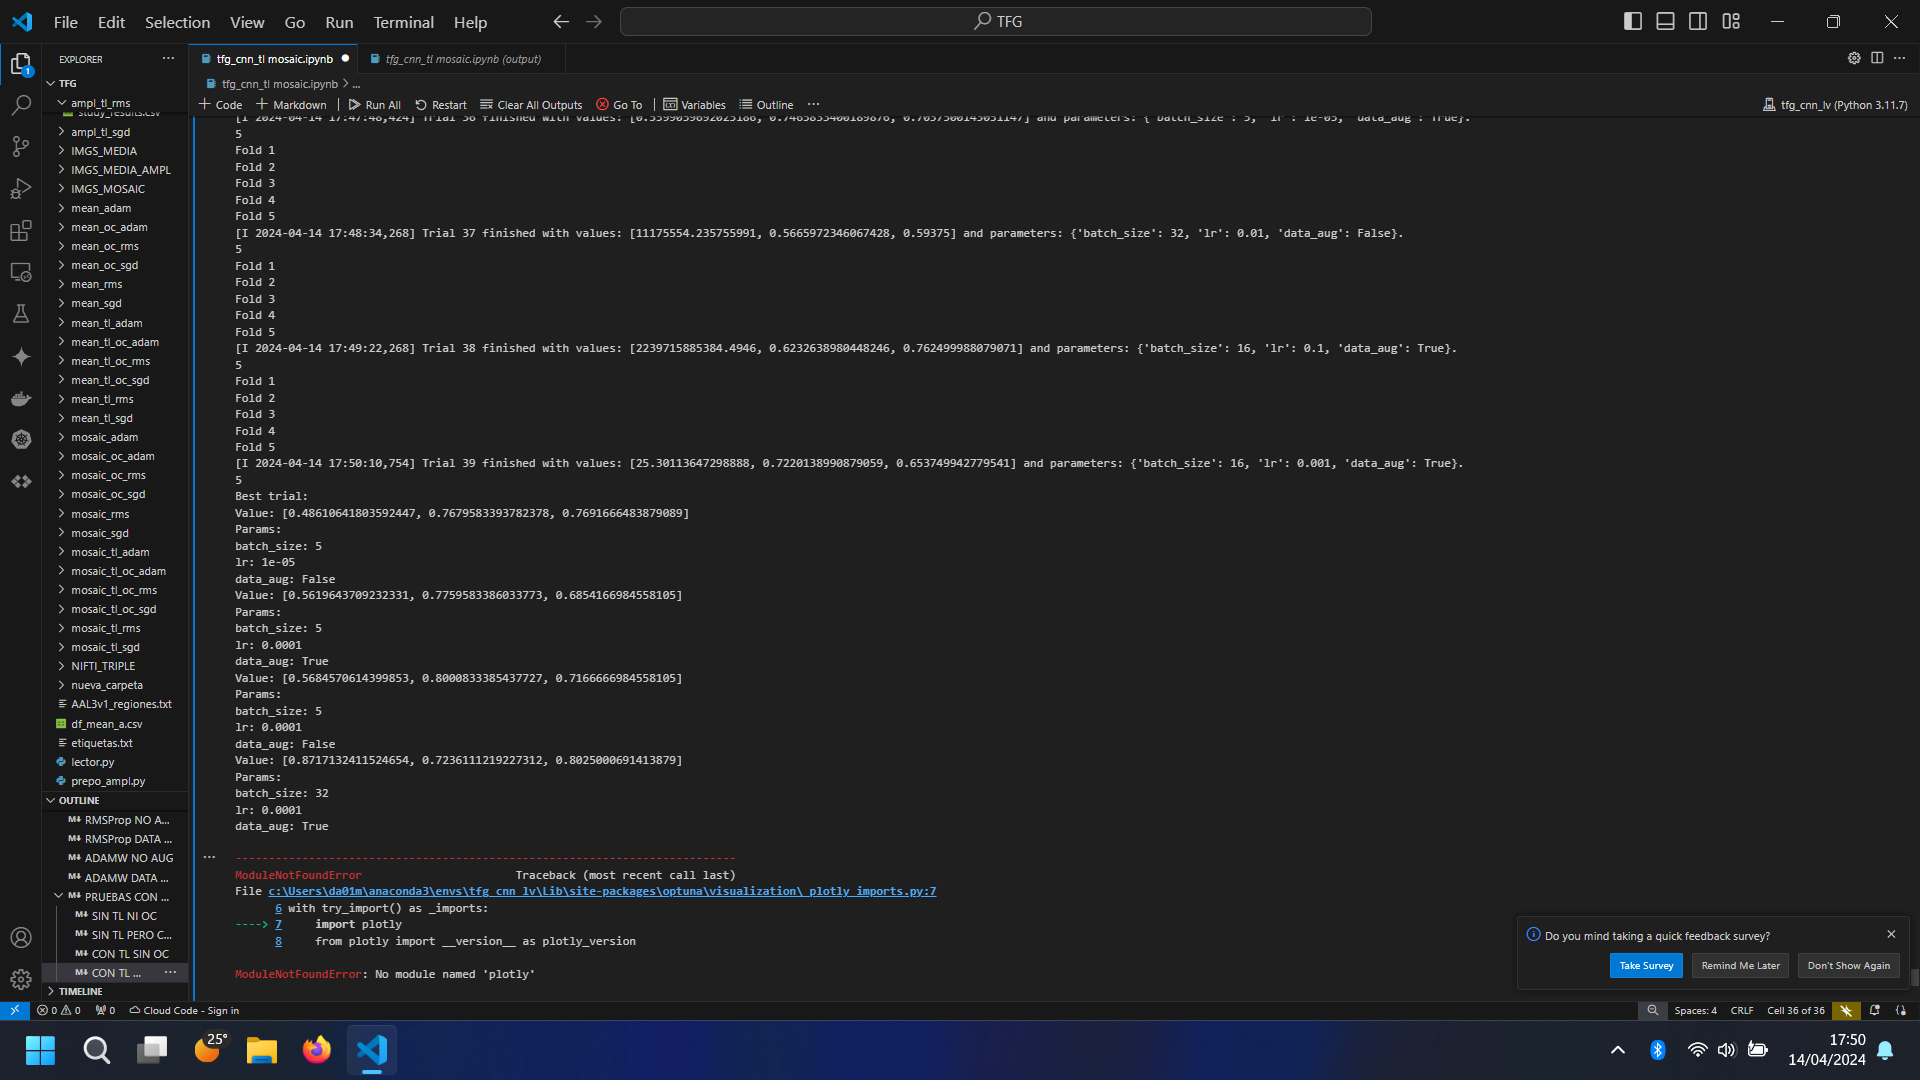 File Edit Selection View Go Run Terminal Help
TFG
EXPLORER
tfg_cnn_tl mosaic.ipynb
tfg_cnn_tl mosaic.ipynb (output)
TFG
tfg_cnn_tl mosaic.ipynb > ...
Code Markdown Run All Restart Clear All Outputs Go To Variables Outline ...
tfg_cnn_lv (Python 3.11.7)
ampl_tl_rms
study_results.csv
ampl_tl_sgd
IMGS_MEDIA
IMGS_MEDIA_AMPL
IMGS_MOSAIC
mean_adam
mean_oc_adam
mean_oc_rms
mean_oc_sgd
mean_rms
mean_sgd
mean_tl_adam
mean_tl_oc_adam
mean_tl_oc_rms
mean_tl_oc_sgd
mean_tl_rms
mean_tl_sgd
mosaic_adam
mosaic_oc_adam
mosaic_oc_rms
mosaic_oc_sgd
mosaic_rms
mosaic_sgd
mosaic_tl_adam
mosaic_tl_oc_adam
mosaic_tl_oc_rms
mosaic_tl_oc_sgd
mosaic_tl_rms
mosaic_tl_sgd
NIFTI_TRIPLE
nueva_carpeta
AAL3v1_regiones.txt
df_mean_a.csv
etiquetas.txt
lector.py
prepo_ampl.py
OUTLINE
RMSProp NO A...
RMSProp DATA ...
ADAMW NO AUG
ADAMW DATA ...
PRUEBAS CON ...
SIN TL NI OC
SIN TL PERO C...
CON TL SIN OC
CON TL ...
TIMELINE
5
Fold 1
Fold 2
Fold 3
Fold 4
Fold 5
[I 2024-04-14 17:48:34,268] Trial 37 finished with values: [11175554.235755991, 0.5665972346067428, 0.59375] and parameters: {'batch_size': 32, 'lr': 0.01, 'data_aug': False}.
5
Fold 1
Fold 2
Fold 3
Fold 4
Fold 5
[I 2024-04-14 17:49:22,268] Trial 38 finished with values: [2239715885384.4946, 0.6232638980448246, 0.762499988079071] and parameters: {'batch_size': 16, 'lr': 0.1, 'data_aug': True}.
5
Fold 1
Fold 2
Fold 3
Fold 4
Fold 5
[I 2024-04-14 17:50:10,754] Trial 39 finished with values: [25.30113647298888, 0.7220138990879059, 0.653749942779541] and parameters: {'batch_size': 16, 'lr': 0.001, 'data_aug': True}.
5
Best trial:
Value: [0.48610641803592447, 0.7679583393782378, 0.7691666483879089]
Params:
batch_size: 5
lr: 1e-05
data_aug: False
Value: [0.5619643709232331, 0.7759583386033773, 0.6854166984558105]
Params:
batch_size: 5
lr: 0.0001
data_aug: True
Value: [0.5684570614399853, 0.8000833385437727, 0.7166666984558105]
Params:
batch_size: 5
lr: 0.0001
data_aug: False
Value: [0.8717132411524654, 0.7236111219227312, 0.8025000691413879]
Params:
batch_size: 32
lr: 0.0001
data_aug: True
---------------------------------------------------------------------------
ModuleNotFoundError Traceback (most recent call last)
File c:\Users\da01m\anaconda3\envs\tfg_cnn_lv\Lib\site-packages\optuna\visualization\_plotly_imports.py:7
6 with try_import() as _imports:
----> 7 import plotly
8 from plotly import __version__ as plotly_version
ModuleNotFoundError: No module named 'plotly'
Do you mind taking a quick feedback survey?
Take Survey Remind Me Later Don't Show Again
0 0 0 Cloud Code - Sign in
Spaces: 4 CRLF Cell 36 of 36
25°
17:50
14/04/2024